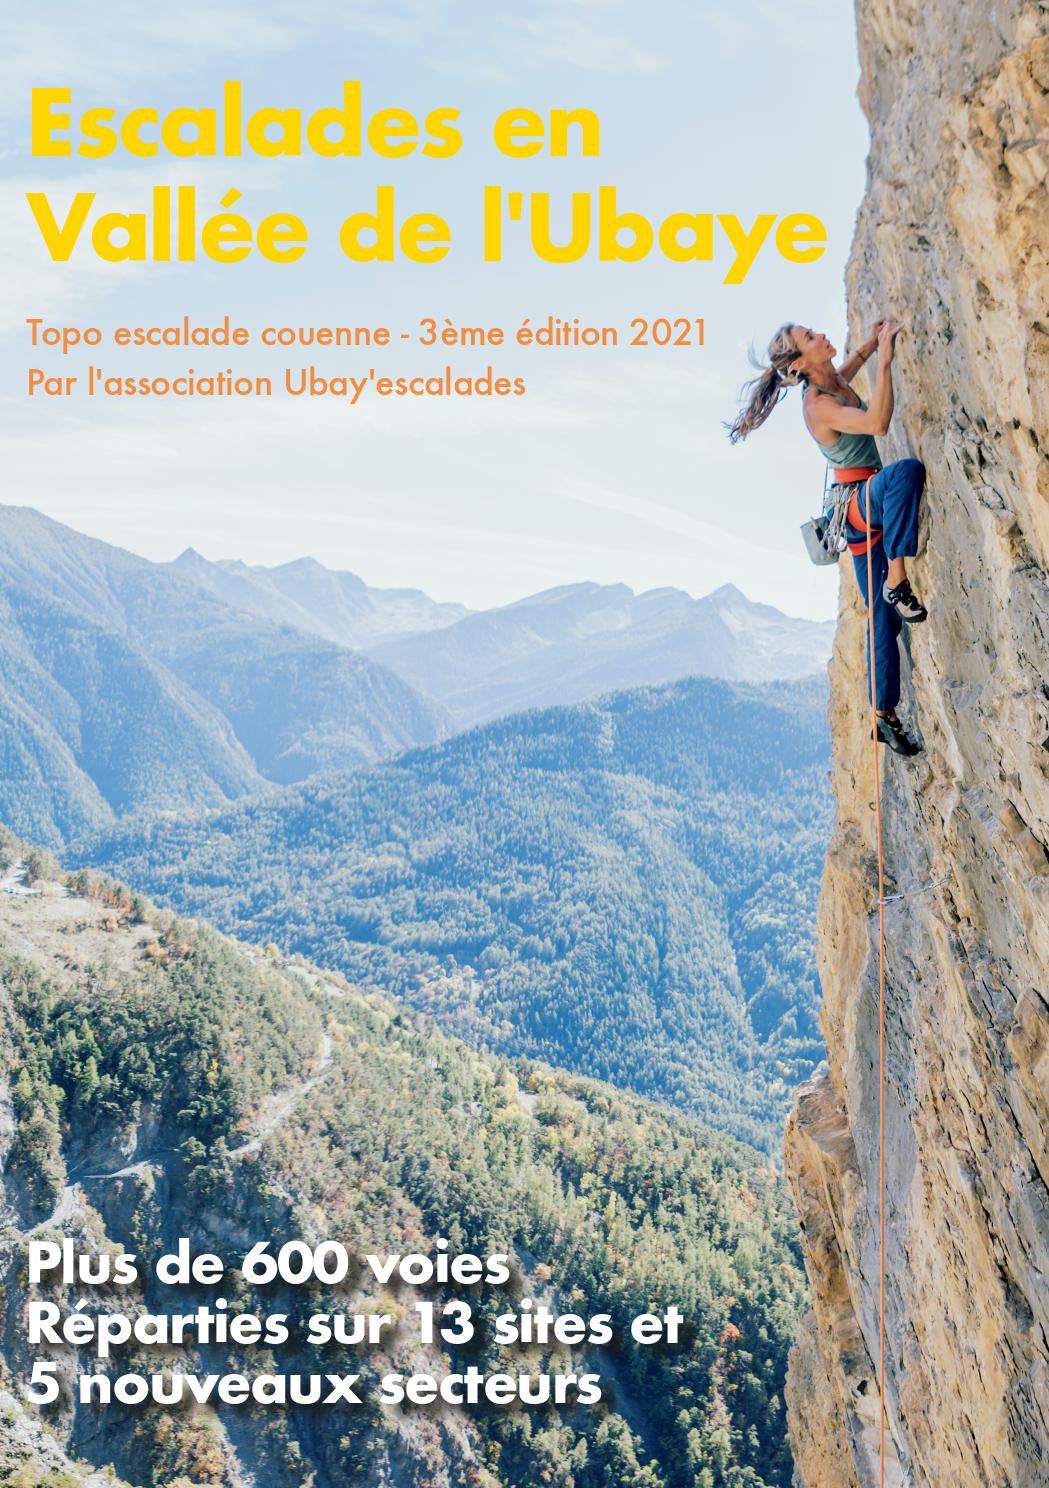 Escalades en
Vallée de l'Ubaye
Topo escalade couenne - 3ème édition 2021
Par l'association Ubay'escalades
Plus de 600 voies
Réparties sur 13 sites et
5 nouveaux secteurs